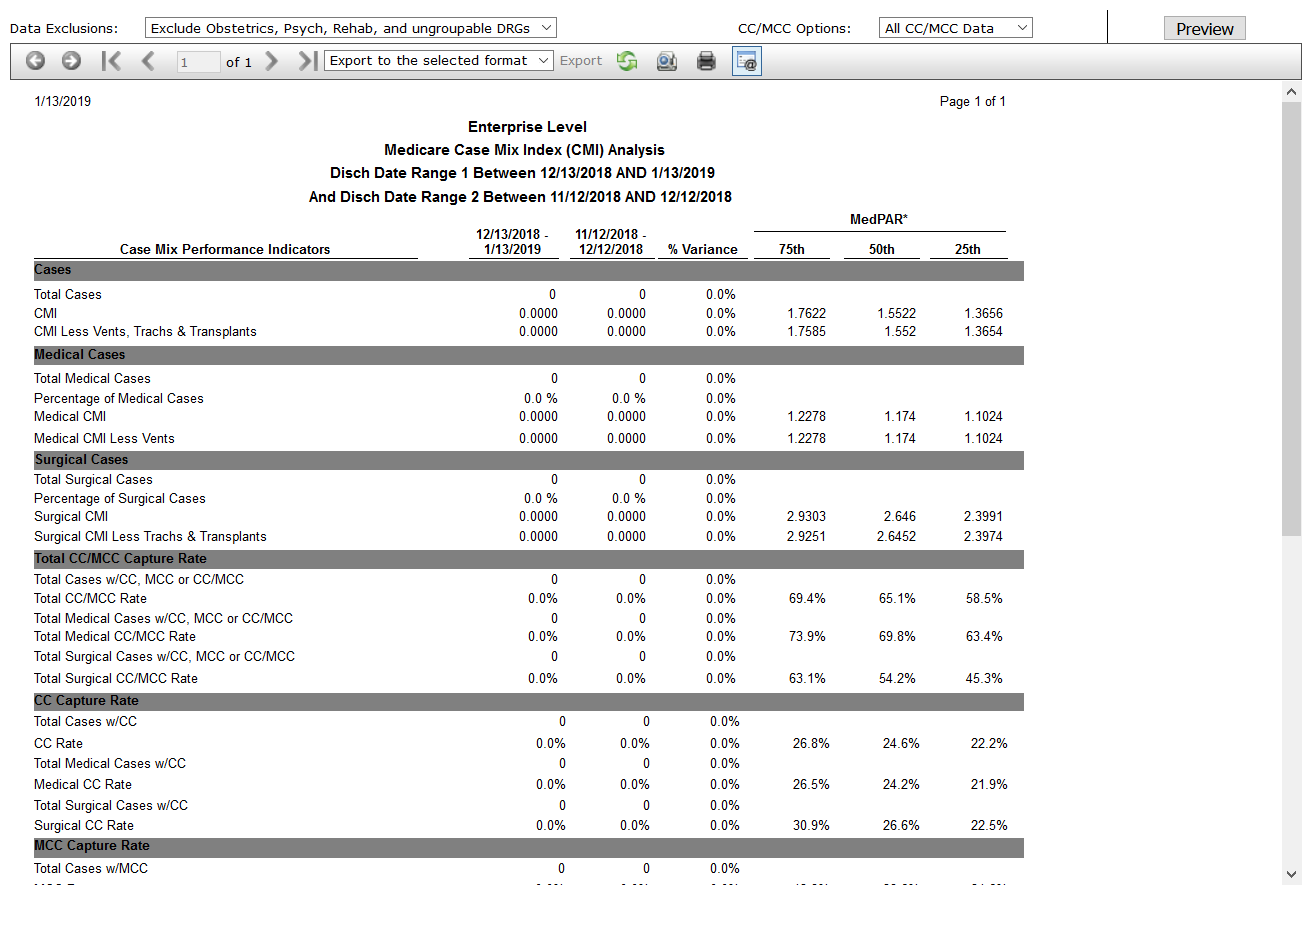 Data Exclusions: Exclude Obstetrics, Psych, Rehab, and ungroupable DRGs CC/MCC Options: All CC/MCC Data Preview
1 of 1 Export to the selected format Export
1/13/2019 Page 1 of 1
Enterprise Level
Medicare Case Mix Index (CMI) Analysis
Disch Date Range 1 Between 12/13/2018 AND 1/13/2019
And Disch Date Range 2 Between 11/12/2018 AND 12/12/2018
MedPAR*
12/13/2018 - 11/12/2018 -
Case Mix Performance Indicators 1/13/2019 12/12/2018 % Variance 75th 50th 25th
Cases
Total Cases 0 0 0.0%
CMI 0.0000 0.0000 0.0% 1.7622 1.5522 1.3656
CMI Less Vents, Trachs & Transplants 0.0000 0.0000 0.0% 1.7585 1.552 1.3654
Medical Cases
Total Medical Cases 0 0 0.0%
Percentage of Medical Cases 0.0 % 0.0 % 0.0%
Medical CMI 0.0000 0.0000 0.0% 1.2278 1.174 1.1024
Medical CMI Less Vents 0.0000 0.0000 0.0% 1.2278 1.174 1.1024
Surgical Cases
Total Surgical Cases 0 0 0.0%
Percentage of Surgical Cases 0.0 % 0.0 % 0.0%
Surgical CMI 0.0000 0.0000 0.0% 2.9303 2.646 2.3991
Surgical CMI Less Trachs & Transplants 0.0000 0.0000 0.0% 2.9251 2.6452 2.3974
Total CC/MCC Capture Rate
Total Cases w/CC, MCC or CC/MCC 0 0 0.0%
Total CC/MCC Rate 0.0% 0.0% 0.0% 69.4% 65.1% 58.5%
Total Medical Cases w/CC, MCC or CC/MCC 0 0 0.0%
Total Medical CC/MCC Rate 0.0% 0.0% 0.0% 73.9% 69.8% 63.4%
Total Surgical Cases w/CC, MCC or CC/MCC 0 0 0.0%
Total Surgical CC/MCC Rate 0.0% 0.0% 0.0% 63.1% 54.2% 45.3%
CC Capture Rate
Total Cases w/CC 0 0 0.0%
CC Rate 0.0% 0.0% 0.0% 26.8% 24.6% 22.2%
Total Medical Cases w/CC 0 0 0.0%
Medical CC Rate 0.0% 0.0% 0.0% 26.5% 24.2% 21.9%
Total Surgical Cases w/CC 0 0 0.0%
Surgical CC Rate 0.0% 0.0% 0.0% 30.9% 26.6% 22.5%
MCC Capture Rate
Total Cases w/MCC 0 0 0.0%